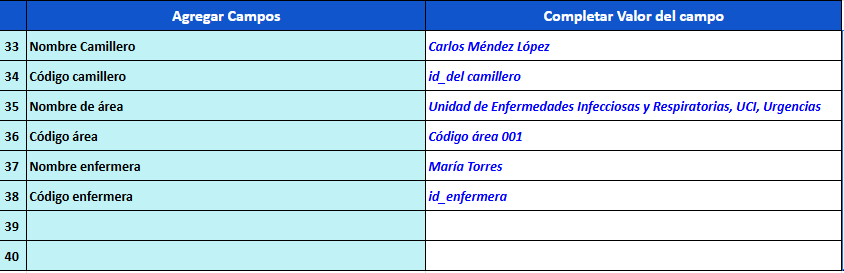 Agregar Campos Completar Valor del campo
33 Nombre Camillero Carlos Méndez López
34 Código camillero id_del camillero
35 Nombre de área Unidad de Enfermedades Infecciosas y Respiratorias, UCI, Urgencias
36 Código área Código área 001
37 Nombre enfermera María Torres
38 Código enfermera id_enfermera
39
40